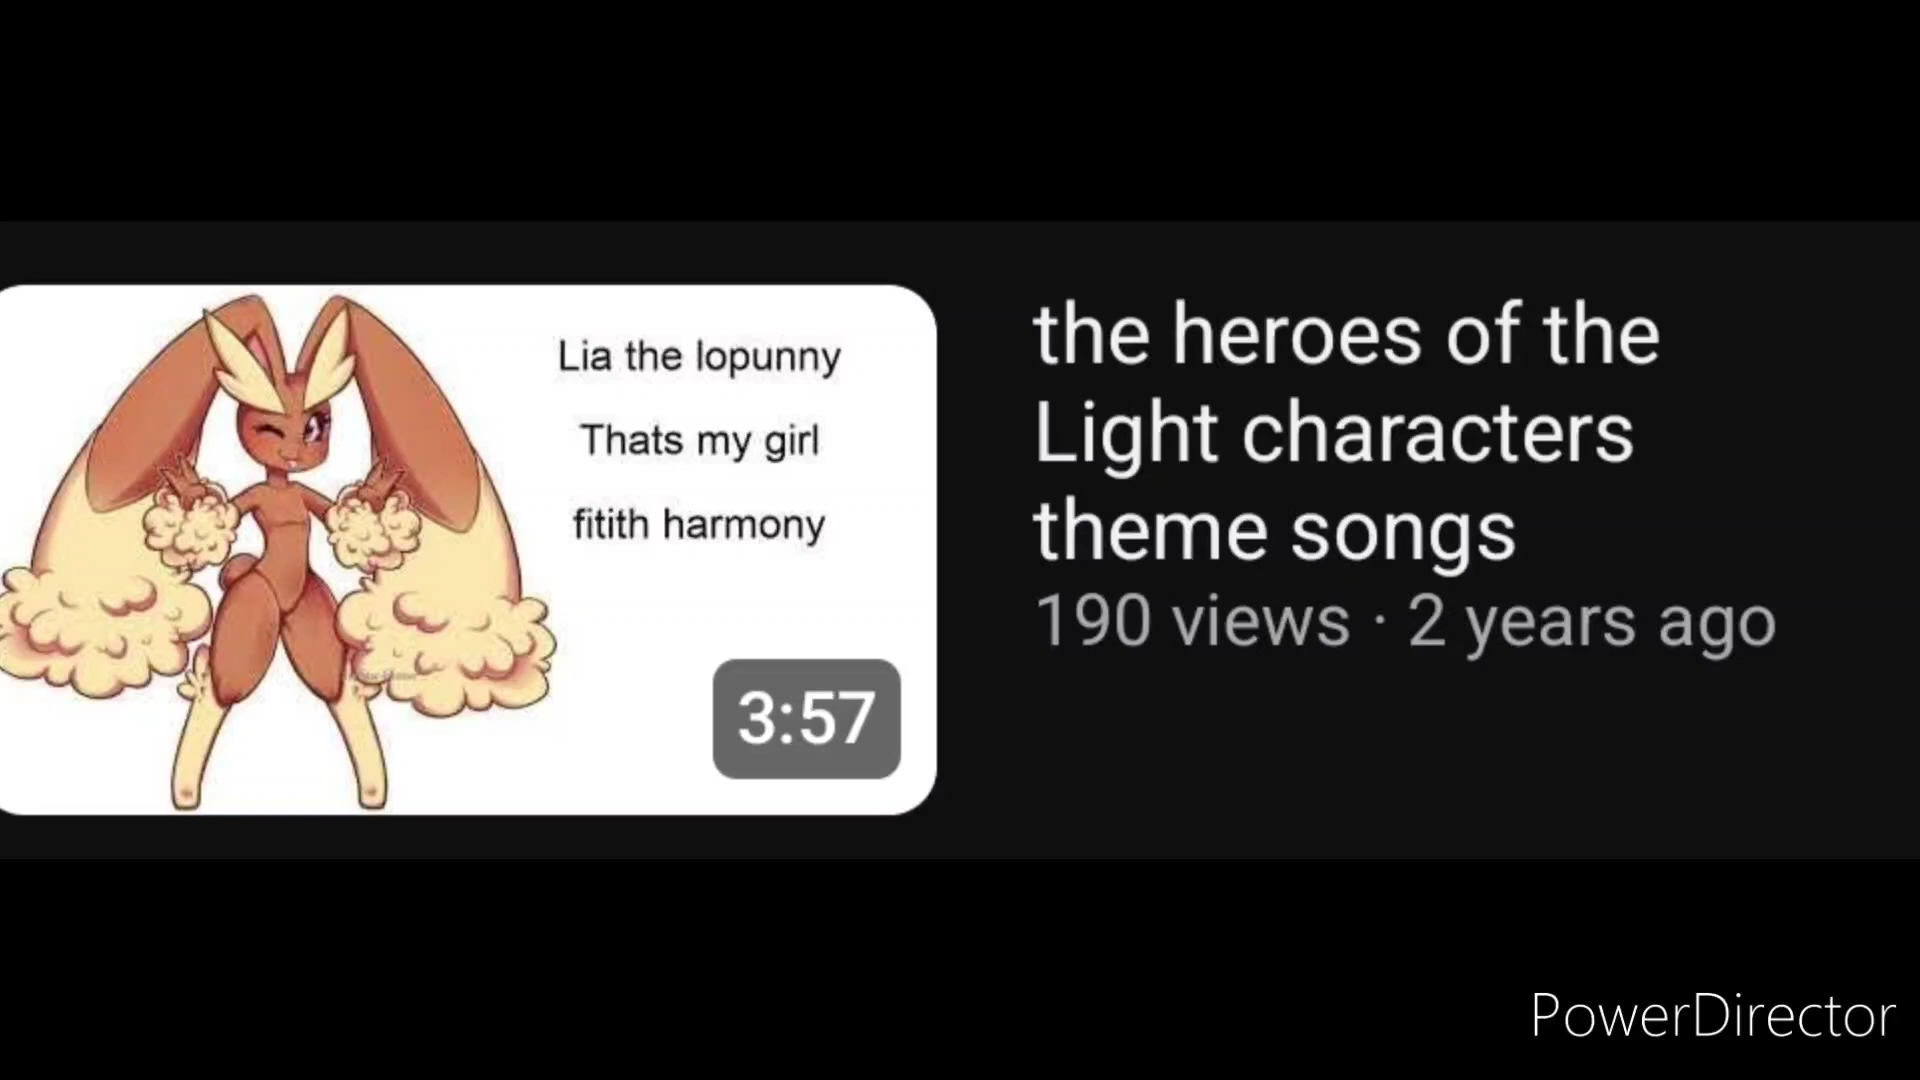 Lia the lopunny
Thats my girl
fitith harmony
3:57
the heroes of the
Light characters
theme songs
190 views · 2 years ago
PowerDirector